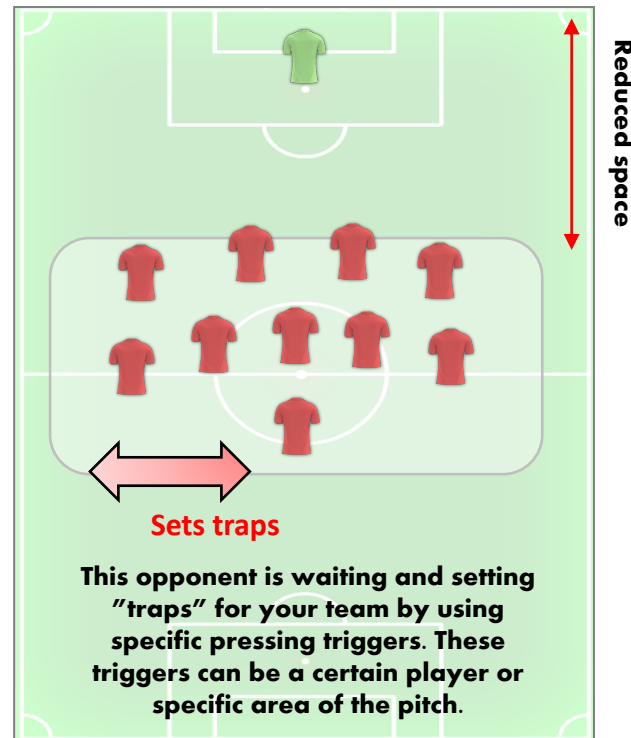 Reduced space
Sets traps
This opponent is waiting and setting
”traps” for your team by using
specific pressing triggers. These
triggers can be a certain player or
specific area of the pitch.